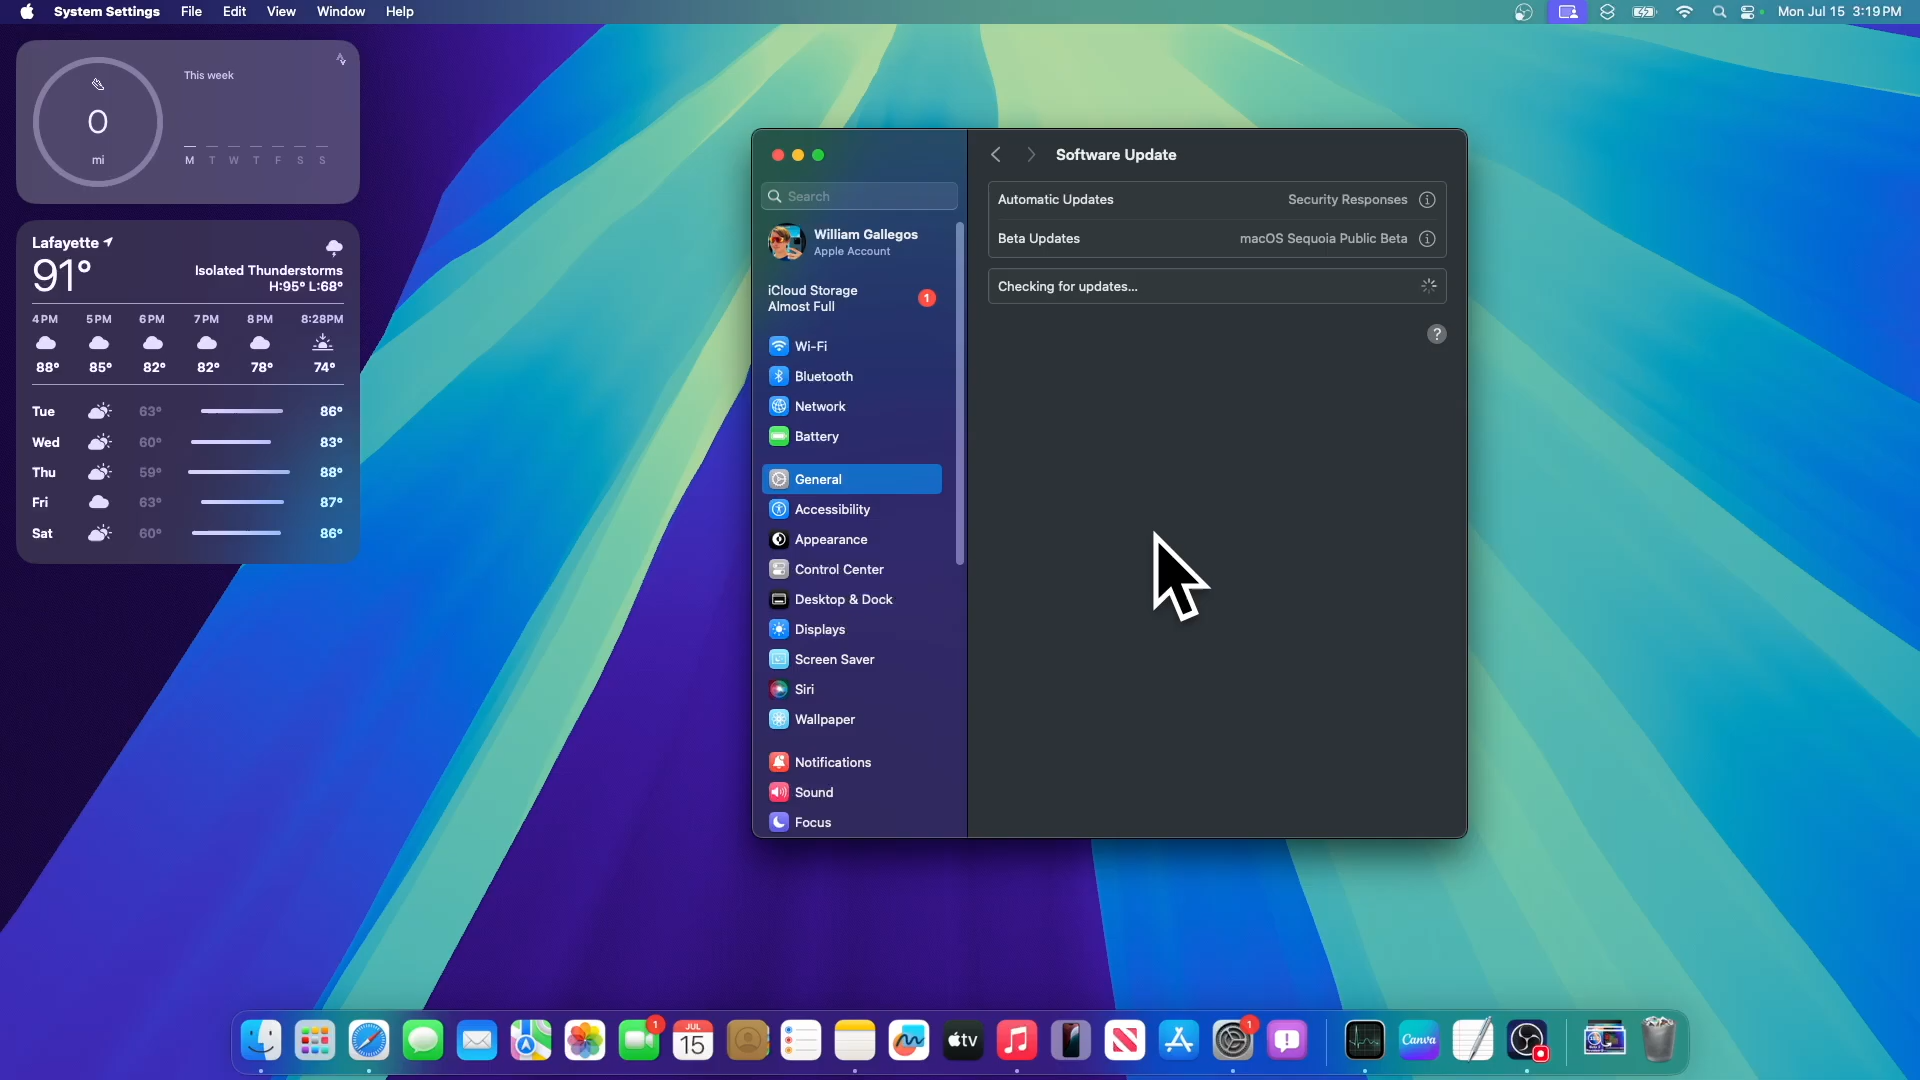 System Settings File Edit View Window Help
Mon Jul 15 3:19 PM
This week
0
mi
M T W T F S S
Lafayette
91°
Isolated Thunderstorms
H:95° L:68°
4PM 5PM 6PM 7PM 8PM 8:28PM
88° 85° 82° 82° 78° 74°
Tue 63° 86°
Wed 60° 83°
Thu 59° 88°
Fri 63° 87°
Sat 60° 86°
Search
William Gallegos
Apple Account
iCloud Storage
Almost Full
1
Wi-Fi
Bluetooth
Network
Battery
General
Accessibility
Appearance
Control Center
Desktop & Dock
Displays
Screen Saver
Siri
Wallpaper
Notifications
Sound
Focus
Software Update
Automatic Updates Security Responses
Beta Updates macOS Sequoia Public Beta
Checking for updates...
?
1
JUL
15
tv
1
Canva